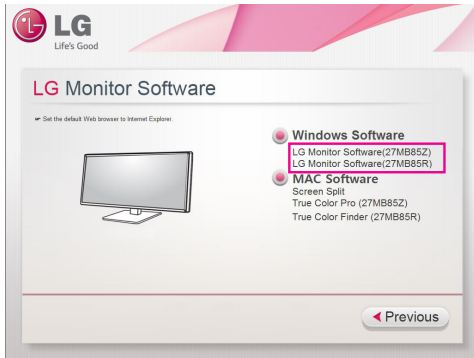 LG
Life's Good
LG Monitor Software
☞ Set the default Web browser to Internet Explorer.
Windows Software
LG Monitor Software(27MB85Z)
LG Monitor Software(27MB85R)
MAC Software
Screen Split
True Color Pro (27MB85Z)
True Color Finder (27MB85R)
Previous